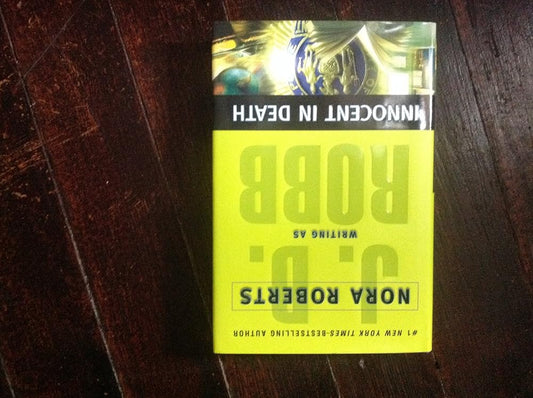 #1 NEW YORK TIMES-BESTSELLING AUTHOR
NORA ROBERTS
J. D.
WRITING AS
ROBB
INNOCENT IN DEATH